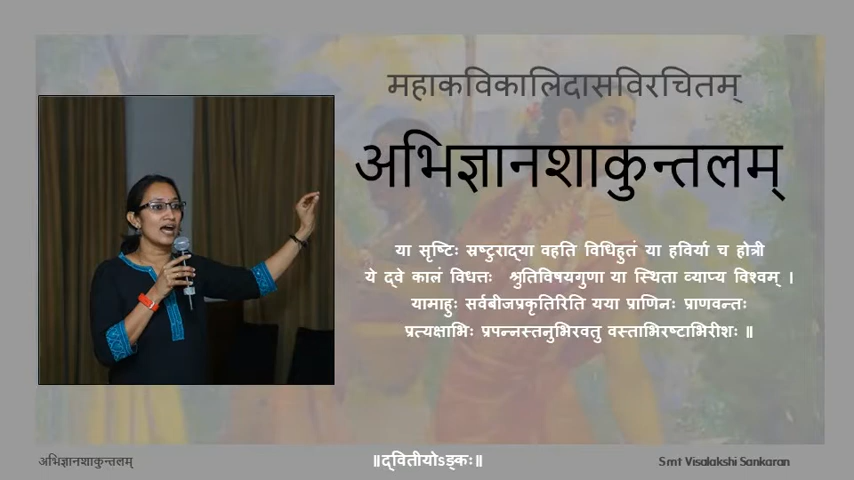 महाकविकालिदासविरचितम्
अभिज्ञानशाकुन्तलम्
या सृष्टिः स्रष्टुराद्या वहति विधिहुतं या हविर्या च होत्री
ये द्वे कालं विधत्तः श्रुतिविषयगुणा या स्थिता व्याप्य विश्वम् ।
यामाहुः सर्वबीजप्रकृतिरिति यया प्राणिनः प्राणवन्तः
प्रत्यक्षाभिः प्रपन्नस्तनुभिरवतु वस्ताभिरष्टाभिरीशः ॥
अभिज्ञानशाकुन्तलम्
॥द्वितीयोऽङ्कः॥
Smt Visalakshi Sankaran